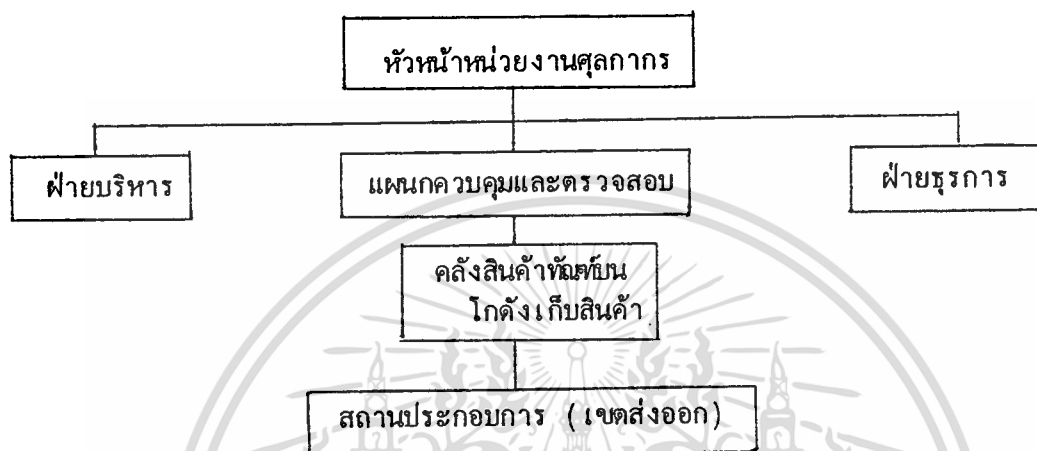 หัวหน้าหน่วยงานศุลกากร
ฝ่ายบริหาร
แผนกควบคุมและตรวจสอบ
ฝ่ายธุรการ
คลังสินค้าทัณฑ์บน
โกดังเก็บสินค้า
สถานประกอบการ (เขตส่งออก)